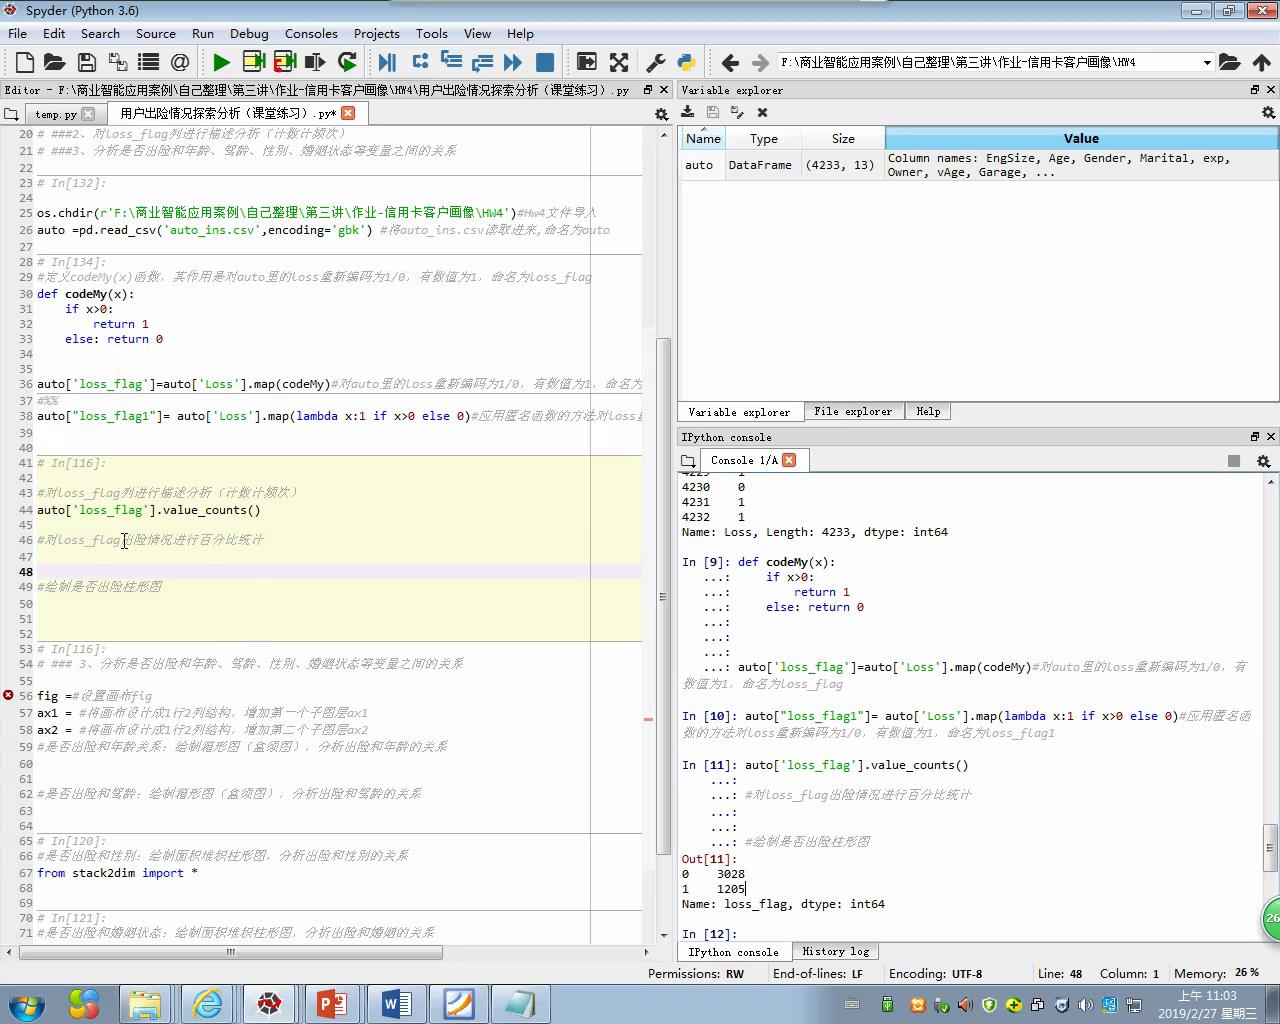 Spyder (Python 3.6)
File Edit Search Source Run Debug Consoles Projects Tools View Help
F:\商业智能应用案例\自己整理\第三讲\作业-信用卡客户画像\HW4
Editor - F:\商业智能应用案例\自己整理\第三讲\作业-信用卡客户画像\HW4\用户出险情况探索分析（课堂练习）.py
temp.py
用户出险情况探索分析（课堂练习）.py*
20 # ###2、对loss_flag列进行描述分析（计数计频次）
21 # ###3、分析是否出险和年龄、驾龄、性别、婚姻状态等变量之间的关系
22
23 # In[132]:
24
25 os.chdir(r'F:\商业智能应用案例\自己整理\第三讲\作业-信用卡客户画像\HW4')#Hw4文件导入
26 auto =pd.read_csv('auto_ins.csv',encoding='gbk') #将auto_ins.csv读取进来,命名为auto
27
28 # In[134]:
29 #定义codeMy(x)函数，其作用是对auto里的loss重新编码为1/0，有数值为1，命名为loss_flag
30 def codeMy(x):
31 if x>0:
32 return 1
33 else: return 0
34
35
36 auto['loss_flag']=auto['Loss'].map(codeMy)#对auto里的loss重新编码为1/0，有数值为1，命名为
37 #%%
38 auto["loss_flag1"]= auto['Loss'].map(lambda x:1 if x>0 else 0)#应用匿名函数的方法对loss
39
40
41 # In[116]:
42
43 #对loss_flag列进行描述分析（计数计频次）
44 auto['loss_flag'].value_counts()
45
46 #对loss_flag出险情况进行百分比统计
47
48
49 #绘制是否出险柱形图
50
51
52
53 # In[116]:
54 # ### 3、分析是否出险和年龄、驾龄、性别、婚姻状态等变量之间的关系
55
56 fig =#设置画布fig
57 ax1 = #将画布设计成1行2列结构，增加第一个子图层ax1
58 ax2 = #将画布设计成1行2列结构，增加第二个子图层ax2
59 #是否出险和年龄关系：绘制箱形图（盒须图），分析出险和年龄的关系
60
61
62 #是否出险和驾龄：绘制箱形图（盒须图），分析出险和驾龄的关系
63
64
65 # In[120]:
66 #是否出险和性别：绘制面积堆积柱形图，分析出险和性别的关系
67 from stack2dim import *
68
69
70 # In[121]:
71 #是否出险和婚姻状态：绘制面积堆积柱形图，分析出险和婚姻的关系
Variable explorer
Name Type Size Value
auto DataFrame (4233, 13) Column names: EngSize, Age, Gender, Marital, exp,
Owner, vAge, Garage, ...
Variable explorer File explorer Help
IPython console
Console 1/A
4229 1
4230 0
4231 1
4232 1
Name: Loss, Length: 4233, dtype: int64
In [9]: def codeMy(x):
...: if x>0:
...: return 1
...: else: return 0
...:
...:
...:
...: auto['loss_flag']=auto['Loss'].map(codeMy)#对auto里的loss重新编码为1/0，有
数值为1，命名为loss_flag
In [10]: auto["loss_flag1"]= auto['Loss'].map(lambda x:1 if x>0 else 0)#应用匿名函
数的方法对loss重新编码为1/0，有数值为1，命名为loss_flag1
In [11]: auto['loss_flag'].value_counts()
...:
...: #对loss_flag出险情况进行百分比统计
...:
...:
...: #绘制是否出险柱形图
Out[11]:
0 3028
1 1205
Name: loss_flag, dtype: int64
In [12]:
IPython console History log
Permissions: RW End-of-lines: LF Encoding: UTF-8 Line: 48 Column: 1 Memory: 26 %
26
上午 11:03
2019/2/27 星期三